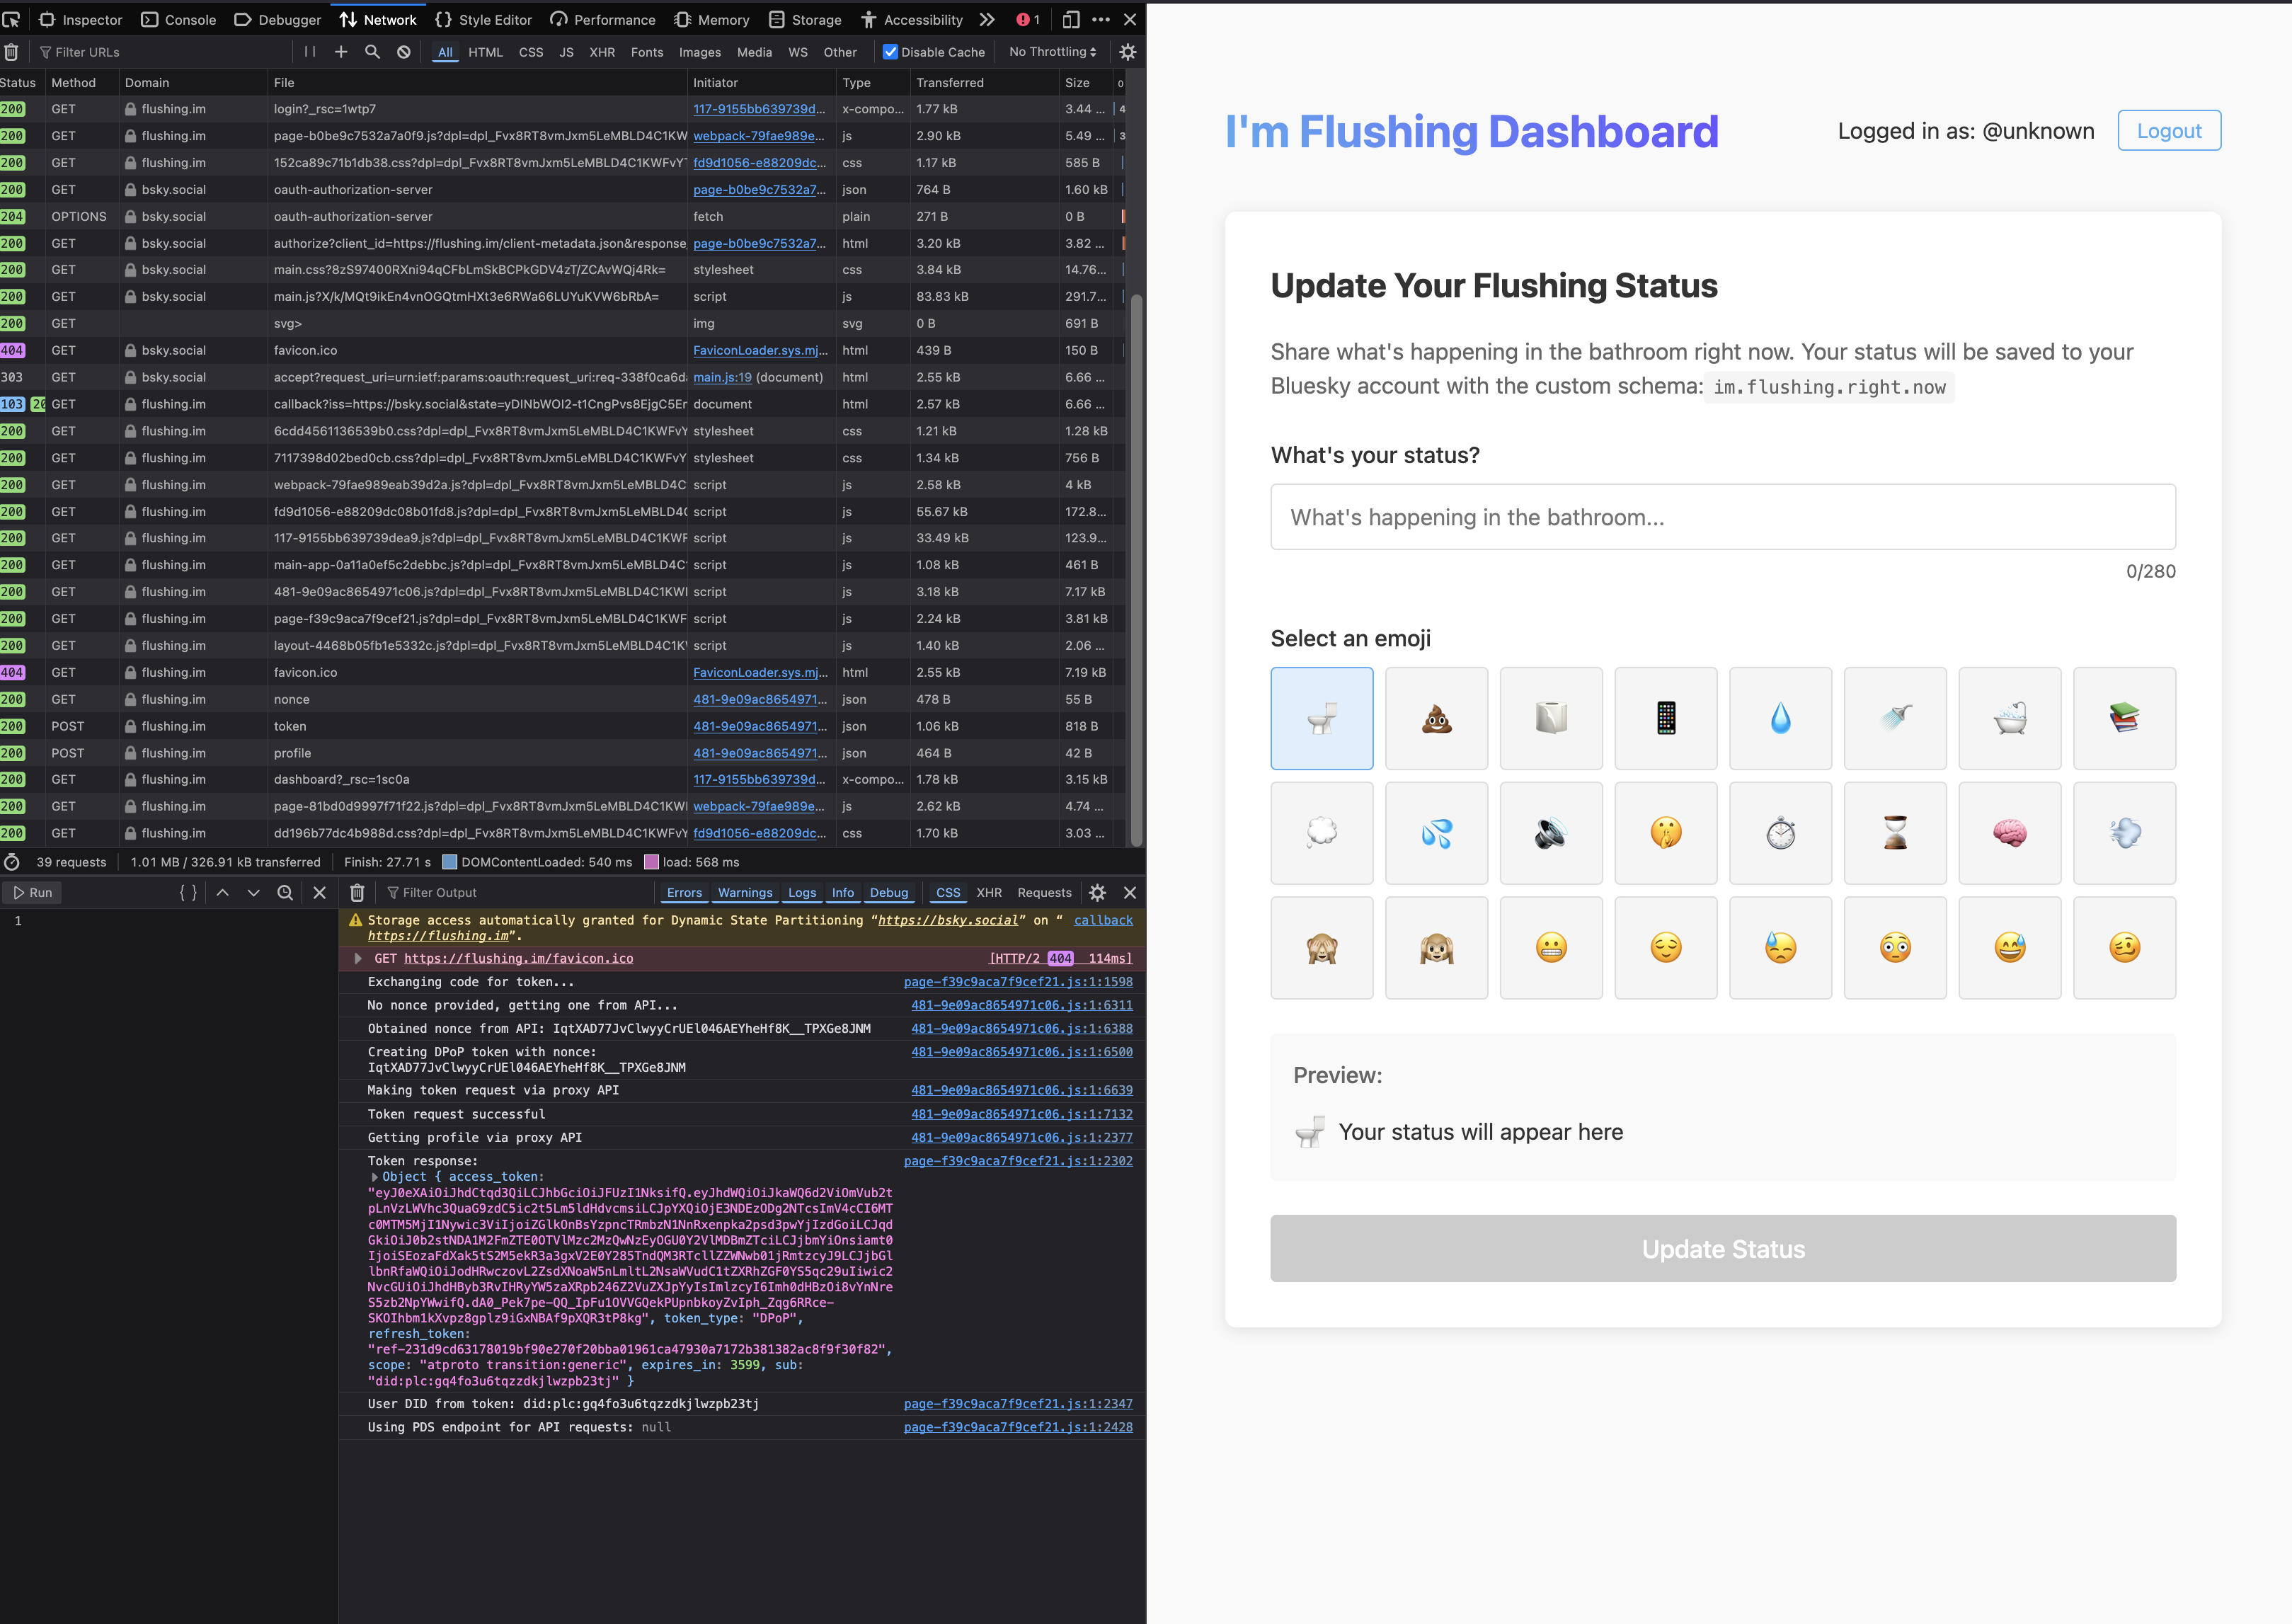 Inspector Console Debugger Network Style Editor Performance Memory Storage Accessibility 1
Filter URLs All HTML CSS JS XHR Fonts Images Media WS Other Disable Cache No Throttling
Status Method Domain File Initiator Type Transferred Size 0
200 GET flushing.im login?_rsc=1wtp7 117-9155bb639739d... x-compo... 1.77 kB 3.44 ... 4
200 GET flushing.im page-b0be9c7532a7a0f9.js?dpl=dpl_Fvx8RT8vmJxm5LeMBLD4C1KW webpack-79fae989e... js 2.90 kB 5.49 ... 3
200 GET flushing.im 152ca89c71b1db38.css?dpl=dpl_Fvx8RT8vmJxm5LeMBLD4C1KWFvY fd9d1056-e88209dc... css 1.17 kB 585 B
200 GET bsky.social oauth-authorization-server page-b0be9c7532a7... json 764 B 1.60 kB
204 OPTIONS bsky.social oauth-authorization-server fetch plain 271 B 0 B
200 GET bsky.social authorize?client_id=https://flushing.im/client-metadata.json&response_ page-b0be9c7532a7... html 3.20 kB 3.82 ...
200 GET bsky.social main.css?8zS97400RXni94qCFbLmSkBCPkGDV4zT/ZCAvWQj4Rk= stylesheet css 3.84 kB 14.76...
200 GET bsky.social main.js?X/k/MQt9ikEn4vnOGQtmHXt3e6RWa66LUYuKVW6bRbA= script js 83.83 kB 291.7...
200 GET svg> img svg 0 B 691 B
404 GET bsky.social favicon.ico FaviconLoader.sys.mj... html 439 B 150 B
303 GET bsky.social accept?request_uri=urn:ietf:params:oauth:request_uri:req-338f0ca6d main.js:19 (document) html 2.55 kB 6.66 ...
103 20 GET flushing.im callback?iss=https://bsky.social&state=yDINbWOI2-t1CngPvs8EjgC5Er document html 2.57 kB 6.66 ...
200 GET flushing.im 6cdd4561136539b0.css?dpl=dpl_Fvx8RT8vmJxm5LeMBLD4C1KWFvY stylesheet css 1.21 kB 1.28 kB
200 GET flushing.im 7117398d02bed0cb.css?dpl=dpl_Fvx8RT8vmJxm5LeMBLD4C1KWFvY stylesheet css 1.34 kB 756 B
200 GET flushing.im webpack-79fae989eab39d2a.js?dpl=dpl_Fvx8RT8vmJxm5LeMBLD4C script js 2.58 kB 4 kB
200 GET flushing.im fd9d1056-e88209dc08b01fd8.js?dpl=dpl_Fvx8RT8vmJxm5LeMBLD4C script js 55.67 kB 172.8...
200 GET flushing.im 117-9155bb639739dea9.js?dpl=dpl_Fvx8RT8vmJxm5LeMBLD4C1KWF script js 33.49 kB 123.9...
200 GET flushing.im main-app-0a11a0ef5c2debbc.js?dpl=dpl_Fvx8RT8vmJxm5LeMBLD4C script js 1.08 kB 461 B
200 GET flushing.im 481-9e09ac8654971c06.js?dpl=dpl_Fvx8RT8vmJxm5LeMBLD4C1KW script js 3.18 kB 7.17 kB
200 GET flushing.im page-f39c9aca7f9cef21.js?dpl=dpl_Fvx8RT8vmJxm5LeMBLD4C1KWF script js 2.24 kB 3.81 kB
200 GET flushing.im layout-4468b05fb1e5332c.js?dpl=dpl_Fvx8RT8vmJxm5LeMBLD4C1K script js 1.40 kB 2.06 ...
404 GET flushing.im favicon.ico FaviconLoader.sys.mj... html 2.55 kB 7.19 kB
200 GET flushing.im nonce 481-9e09ac8654971... json 478 B 55 B
200 POST flushing.im token 481-9e09ac8654971... json 1.06 kB 818 B
200 POST flushing.im profile 481-9e09ac8654971... json 464 B 42 B
200 GET flushing.im dashboard?_rsc=1sc0a 117-9155bb639739d... x-compo... 1.78 kB 3.15 kB
200 GET flushing.im page-81bd0d9997f71f22.js?dpl=dpl_Fvx8RT8vmJxm5LeMBLD4C1KW webpack-79fae989e... js 2.62 kB 4.74 ...
200 GET flushing.im dd196b77dc4b988d.css?dpl=dpl_Fvx8RT8vmJxm5LeMBLD4C1KWFvY fd9d1056-e88209dc... css 1.70 kB 3.03 ...
39 requests 1.01 MB / 326.91 kB transferred Finish: 27.71 s DOMContentLoaded: 540 ms load: 568 ms
Run { } Filter Output Errors Warnings Logs Info Debug CSS XHR Requests
1
Storage access automatically granted for Dynamic State Partitioning “https://bsky.social” on “ callback
https://flushing.im”.
GET https://flushing.im/favicon.ico [HTTP/2 404 114ms]
Exchanging code for token... page-f39c9aca7f9cef21.js:1:1598
No nonce provided, getting one from API... 481-9e09ac8654971c06.js:1:6311
Obtained nonce from API: IqtXAD77JvClwyyCrUEl046AEYheHf8K__TPXGe8JNM 481-9e09ac8654971c06.js:1:6388
Creating DPoP token with nonce: 481-9e09ac8654971c06.js:1:6500
IqtXAD77JvClwyyCrUEl046AEYheHf8K__TPXGe8JNM
Making token request via proxy API 481-9e09ac8654971c06.js:1:6639
Token request successful 481-9e09ac8654971c06.js:1:7132
Getting profile via proxy API 481-9e09ac8654971c06.js:1:2377
Token response: page-f39c9aca7f9cef21.js:1:2302
Object { access_token:
token_type: "DPoP",
refresh_token:
"ref-231d9cd63178019bf90e270f20bba01961ca47930a7172b381382ac8f9f30f82",
scope: "atproto transition:generic", expires_in: 3599, sub:
"did:plc:gq4fo3u6tqzzdkjlwzpb23tj" }
User DID from token: did:plc:gq4fo3u6tqzzdkjlwzpb23tj page-f39c9aca7f9cef21.js:1:2347
Using PDS endpoint for API requests: null page-f39c9aca7f9cef21.js:1:2428
I'm Flushing Dashboard
Logged in as: @unknown
Logout
Update Your Flushing Status
Share what's happening in the bathroom right now. Your status will be saved to your
Bluesky account with the custom schema: im.flushing.right.now
What's your status?
What's happening in the bathroom...
0/280
Select an emoji
Preview:
Your status will appear here
Update Status